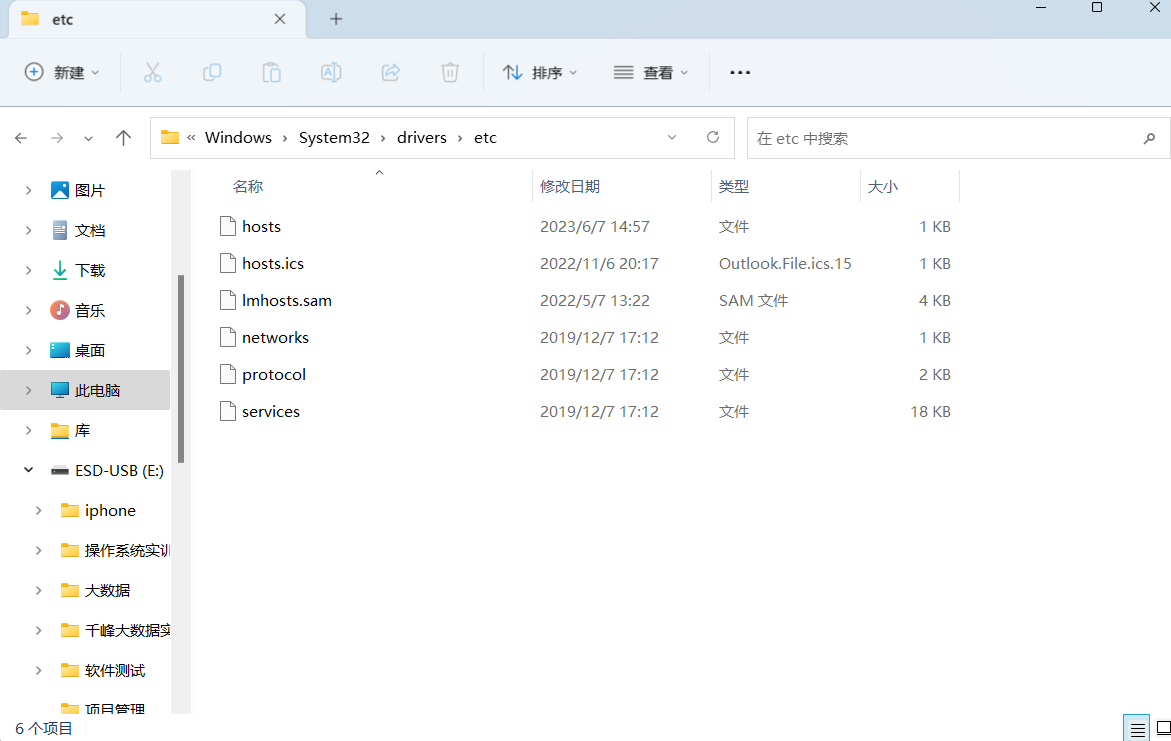 etc
新建
排序
查看
« Windows › System32 › drivers › etc
在 etc 中搜索
图片
文档
下载
音乐
桌面
此电脑
库
ESD-USB (E:)
iphone
操作系统实训
大数据
千峰大数据实
软件测试
项目管理
名称 修改日期 类型 大小
hosts 2023/6/7 14:57 文件 1 KB
hosts.ics 2022/11/6 20:17 Outlook.File.ics.15 1 KB
lmhosts.sam 2022/5/7 13:22 SAM 文件 4 KB
networks 2019/12/7 17:12 文件 1 KB
protocol 2019/12/7 17:12 文件 2 KB
services 2019/12/7 17:12 文件 18 KB
6 个项目